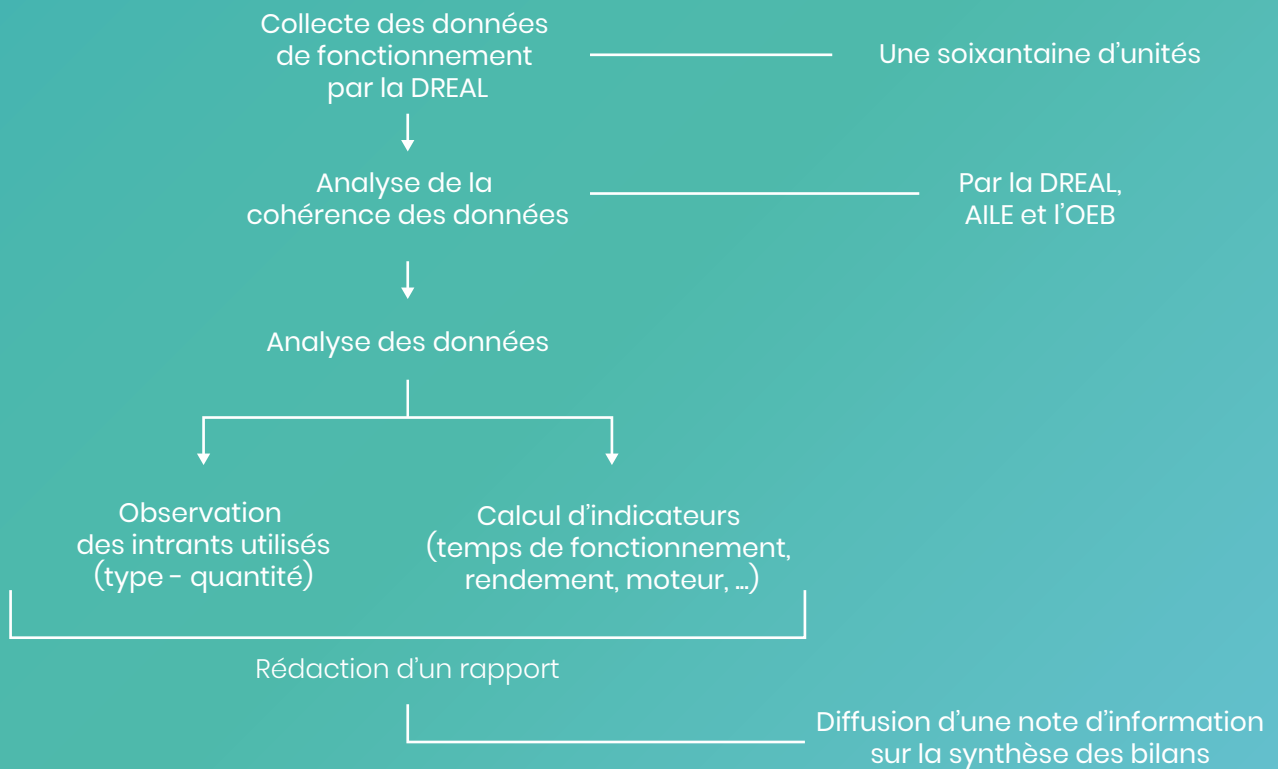 Collecte des données
de fonctionnement
par la DREAL
Une soixantaine d'unités
Analyse de la
cohérence des données
Par la DREAL,
AILE et l'OEB
Analyse des données
Observation
des intrants utilisés
(type - quantité)
Calcul d'indicateurs
(temps de fonctionnement,
rendement, moteur, ...)
Rédaction d'un rapport
Diffusion d'une note d'information
sur la synthèse des bilans